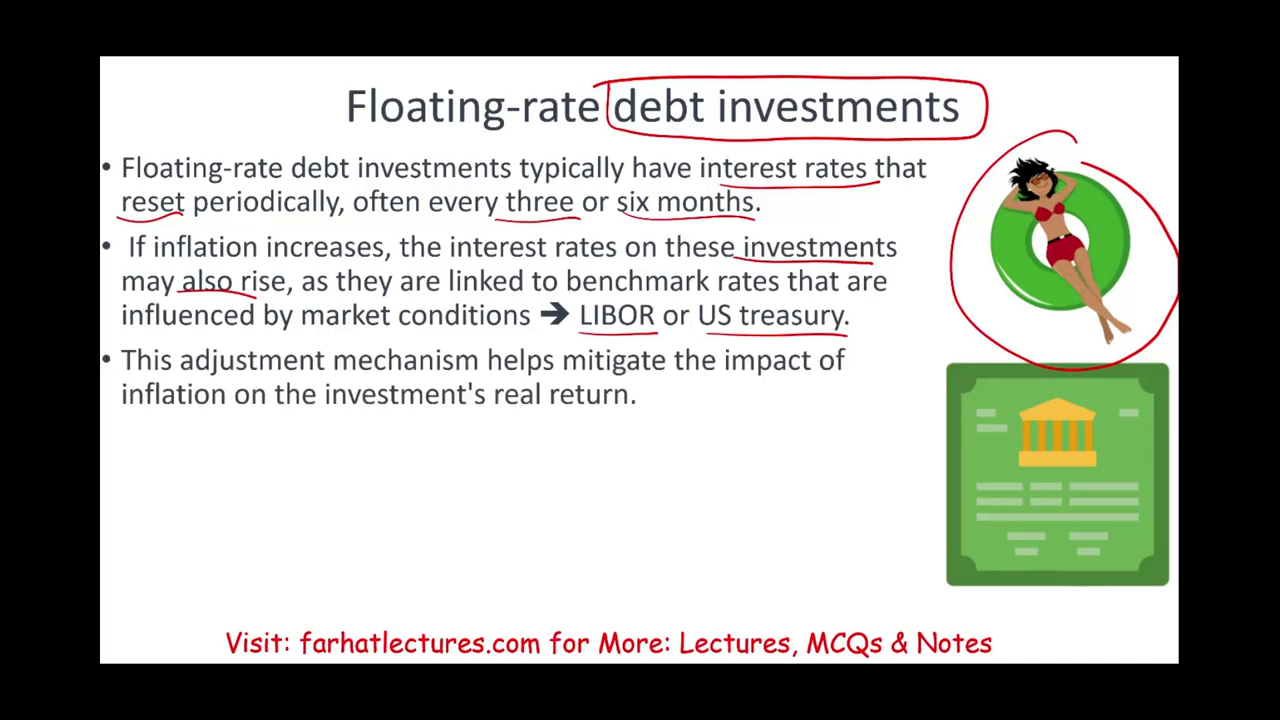 Floating-rate debt investments
• Floating-rate debt investments typically have interest rates that
reset periodically, often every three or six months.
• If inflation increases, the interest rates on these investments
may also rise, as they are linked to benchmark rates that are
influenced by market conditions ➔ LIBOR or US treasury.
• This adjustment mechanism helps mitigate the impact of
inflation on the investment's real return.
Visit: farhatlectures.com for More: Lectures, MCQs & Notes